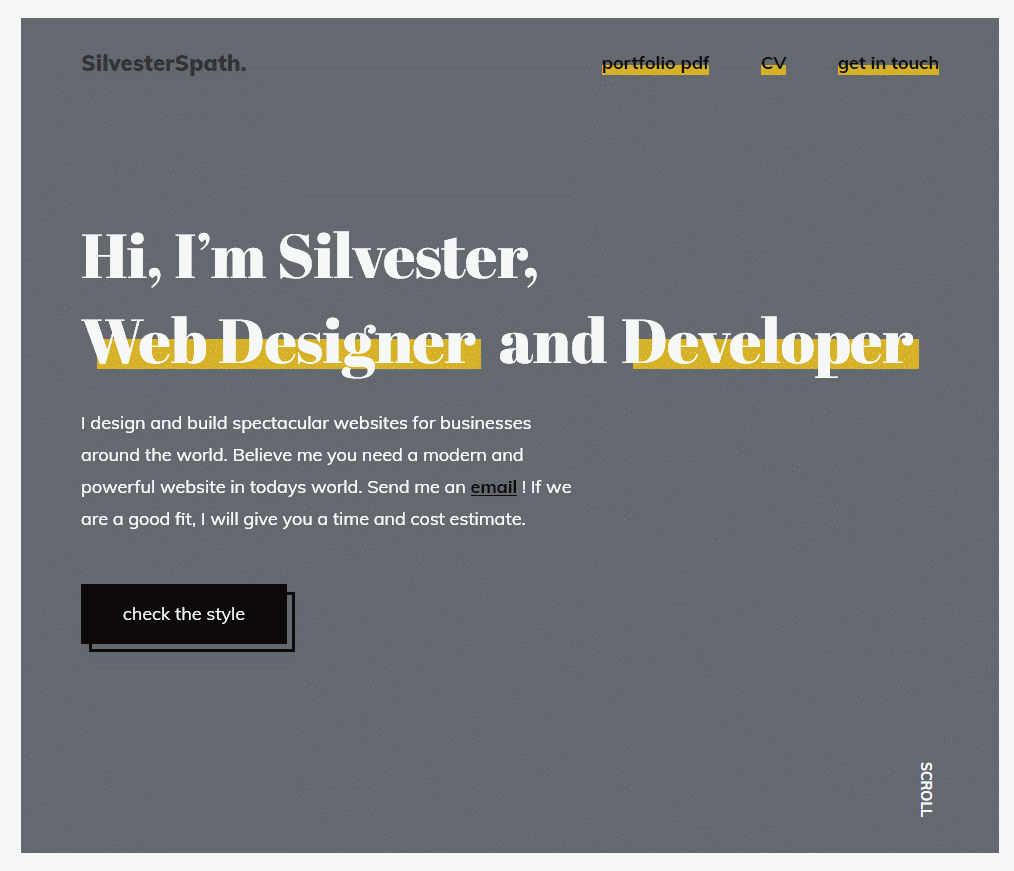 SilvesterSpath.
portfolio pdf CV get in touch
Hi, I’m Silvester,
Web Designer and Developer
I design and build spectacular websites for businesses
around the world. Believe me you need a modern and
powerful website in todays world. Send me an email ! If we
are a good fit, I will give you a time and cost estimate.
check the style
SCROLL